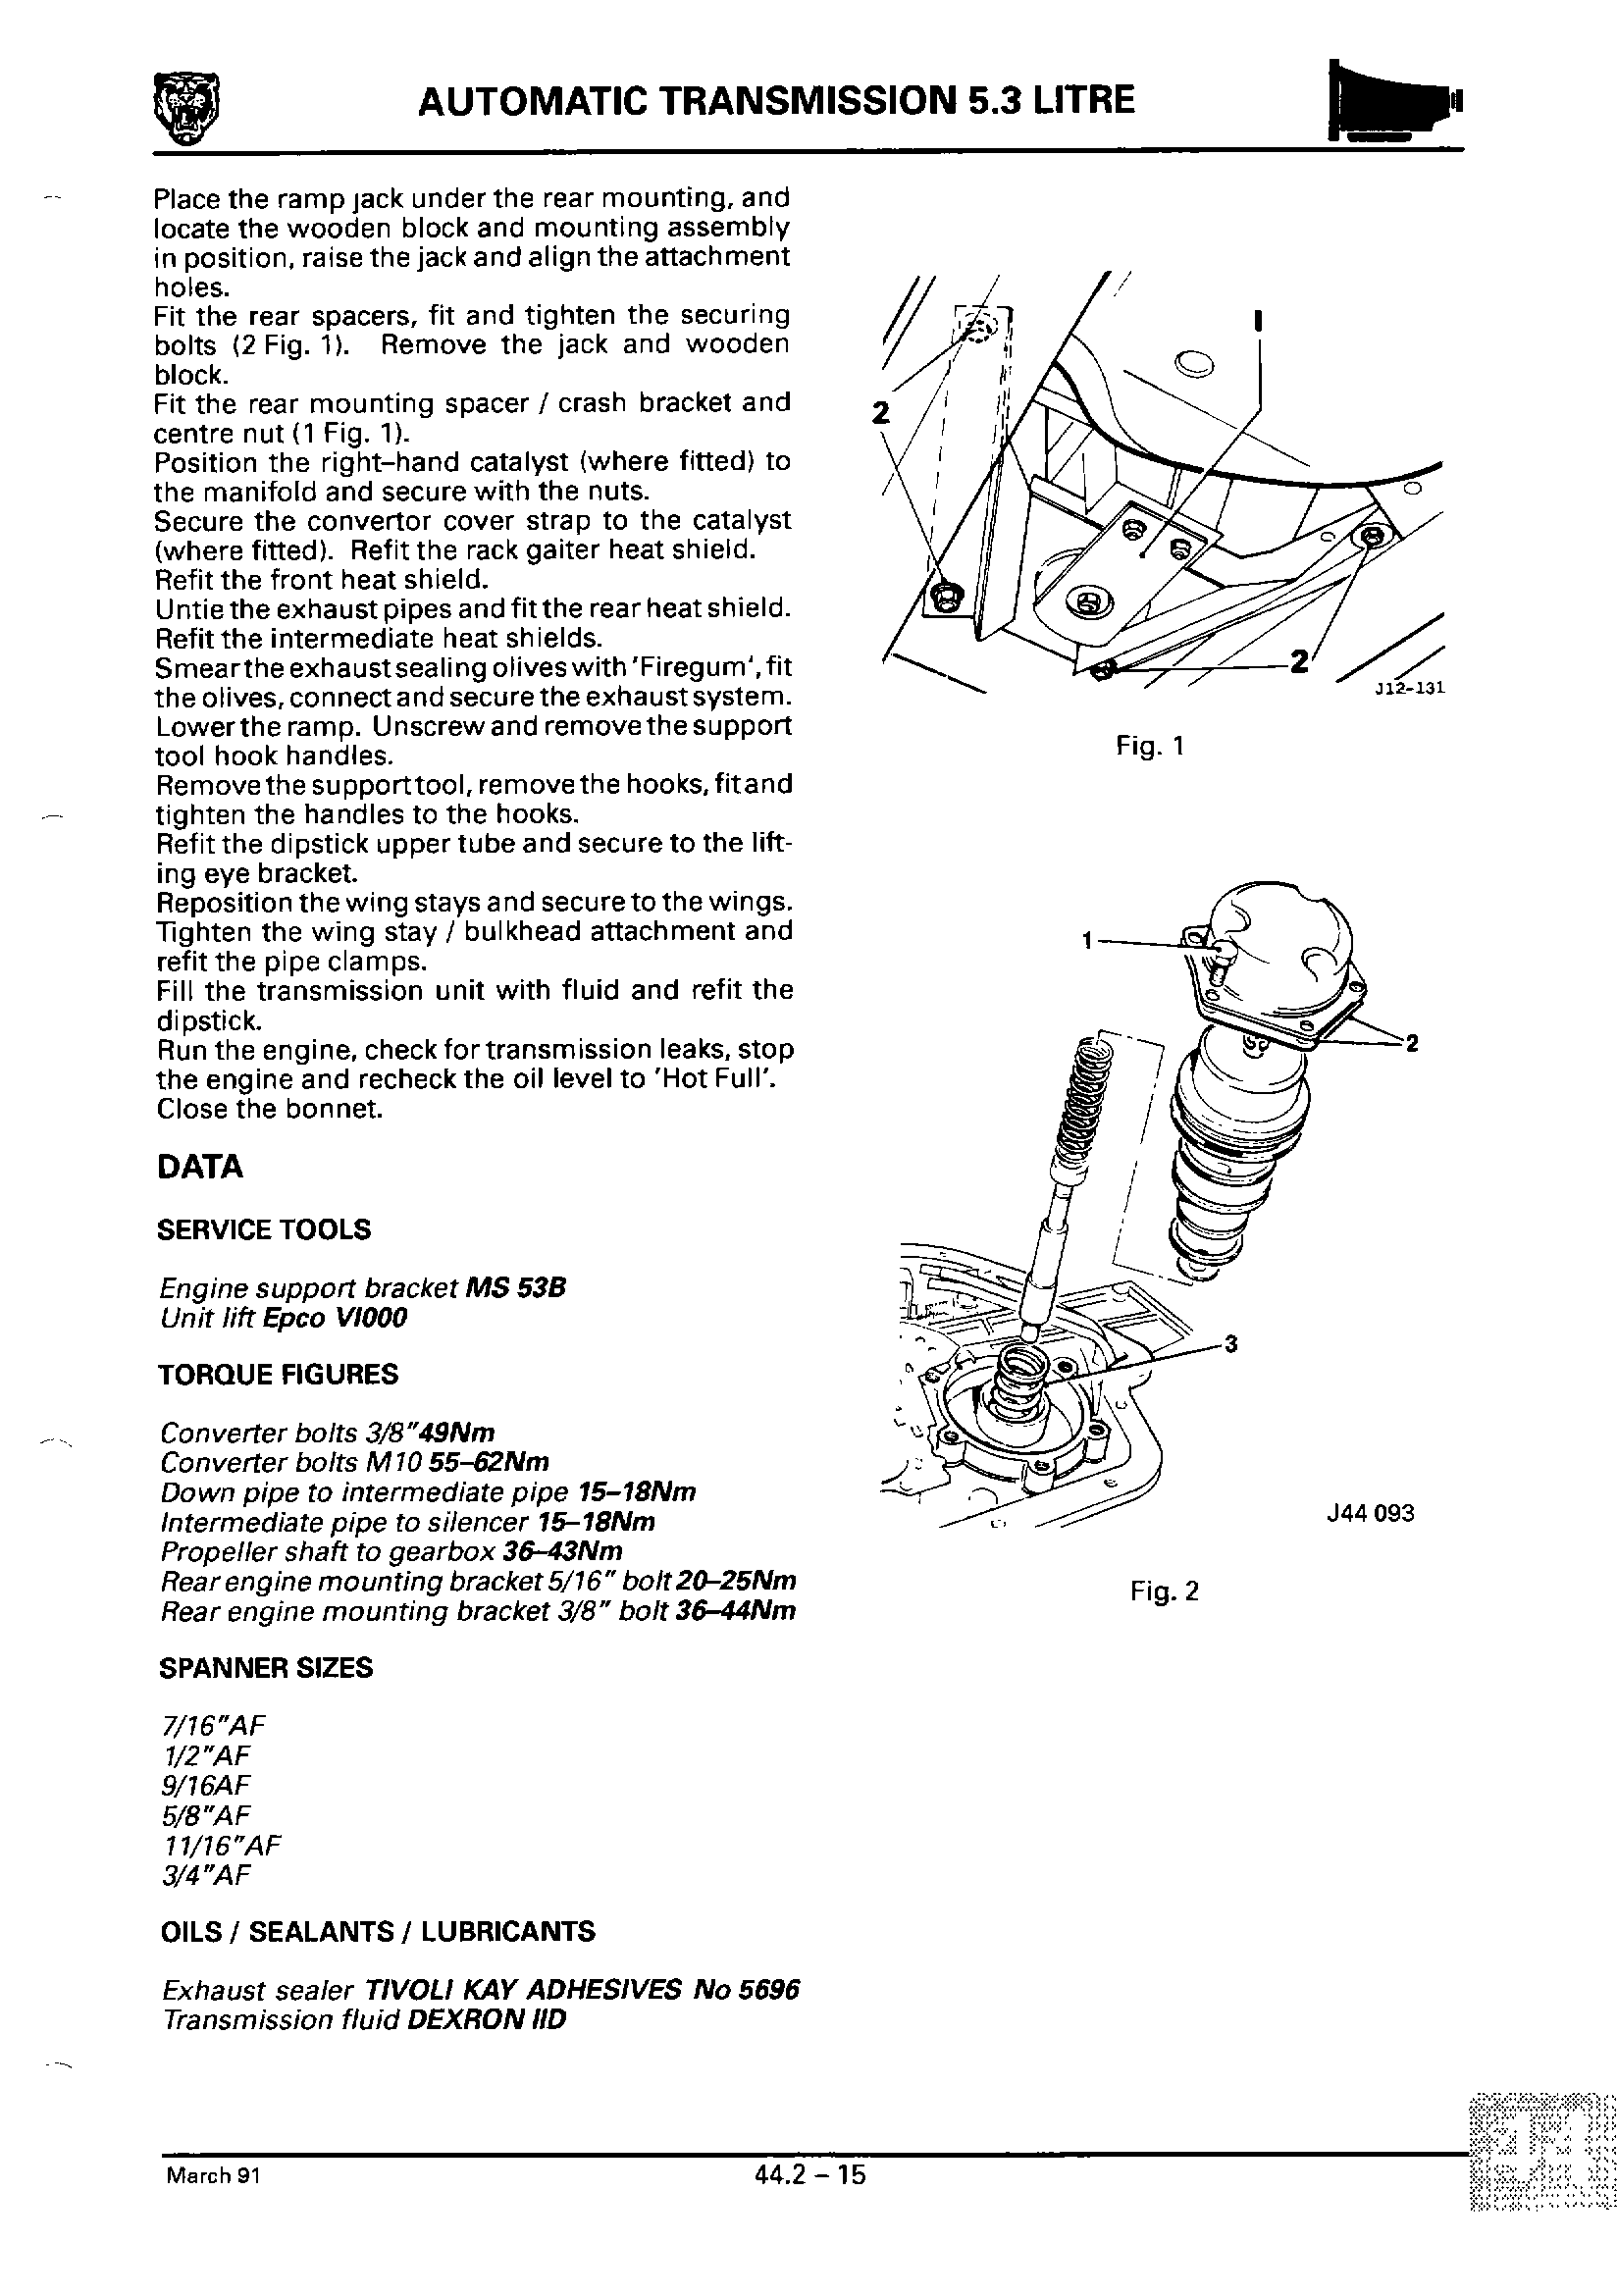 AUTOMATIC TRANSMISSION 5.3 LITRE
Place the ramp jack under the rear mounting, and
locate the wooden block and mounting assembly
in position, raise the jack and align the attachment
holes.
Fit the rear spacers, fit and tighten the securing
bolts (2 Fig. 1). Remove the jack and wooden
block.
Fit the rear mounting spacer / crash bracket and
centre nut (1 Fig. 1).
Position the right-hand catalyst (where fitted) to
the manifold and secure with the nuts.
Secure the convertor cover strap to the catalyst
(where fitted). Refit the rack gaiter heat shield.
Refit the front heat shield.
Untie the exhaust pipes and fit the rear heat shield.
Refit the intermediate heat shields.
Smear the exhaust sealing olives with 'Firegum', fit
the olives, connect and secure the exhaust system.
Lower the ramp. Unscrew and remove the support
tool hook handles.
Remove the support tool, remove the hooks, fit and
tighten the handles to the hooks.
Refit the dipstick upper tube and secure to the lift-
ing eye bracket.
Reposition the wing stays and secure to the wings.
Tighten the wing stay / bulkhead attachment and
refit the pipe clamps.
Fill the transmission unit with fluid and refit the
dipstick.
Run the engine, check for transmission leaks, stop
the engine and recheck the oil level to 'Hot Full'.
Close the bonnet.
DATA
SERVICE TOOLS
Engine support bracket MS 53B
Unit lift Epco VI000
TORQUE FIGURES
Converter bolts 3/8"49Nm
Converter bolts M10 55–62Nm
Down pipe to intermediate pipe 15–18Nm
Intermediate pipe to silencer 15–18Nm
Propeller shaft to gearbox 36–43Nm
Rear engine mounting bracket 5/16" bolt 20–25Nm
Rear engine mounting bracket 3/8" bolt 36–44Nm
SPANNER SIZES
7/16"AF
1/2"AF
9/16AF
5/8"AF
11/16"AF
3/4"AF
OILS / SEALANTS / LUBRICANTS
Exhaust sealer TIVOLI KAY ADHESIVES No 5696
Transmission fluid DEXRON IID
1
2
2
J12-131
Fig. 1
1
2
3
J44 093
Fig. 2
March 91
44.2 – 15